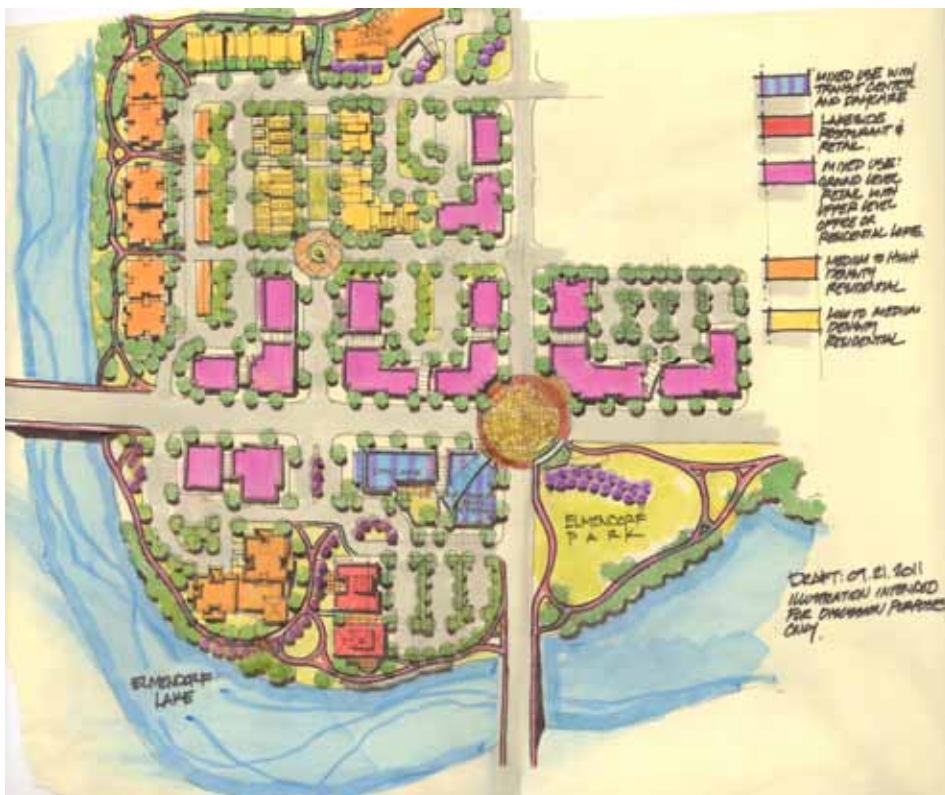 MIXED USE WITH
TRANSIT CENTER
AND DAYCARE
LAKESIDE
RESTAURANT &
RETAIL.
MIXED USE:
GROUND LEVEL
RETAIL WITH
UPPER LEVEL
OFFICE OR
RESIDENTIAL
MEDIUM TO HIGH
DENSITY
RESIDENTIAL
LOW TO MEDIUM
DENSITY
RESIDENTIAL
ELMENDORF
PARK
DRAFT: 09.21.2011
ILLUSTRATION INTENDED
FOR DISCUSSION PURPOSES
ONLY.
ELMENDORF
LAKE